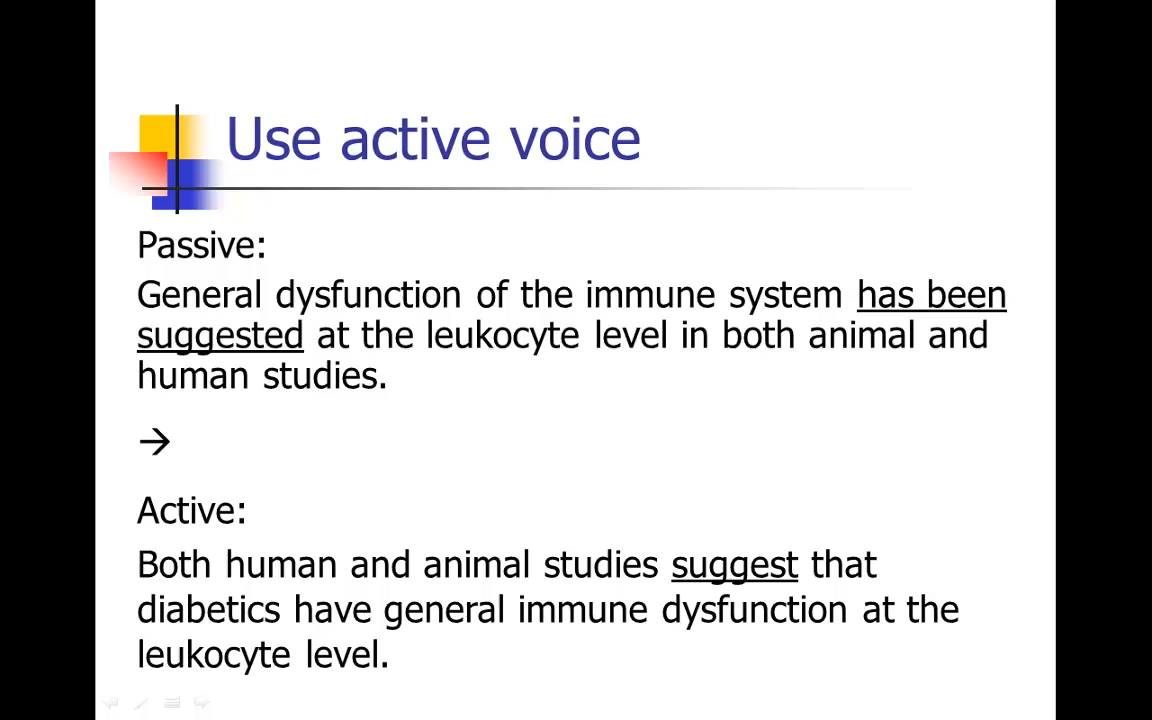 Use active voice
Passive:
General dysfunction of the immune system has been
suggested at the leukocyte level in both animal and
human studies.
→
Active:
Both human and animal studies suggest that
diabetics have general immune dysfunction at the
leukocyte level.